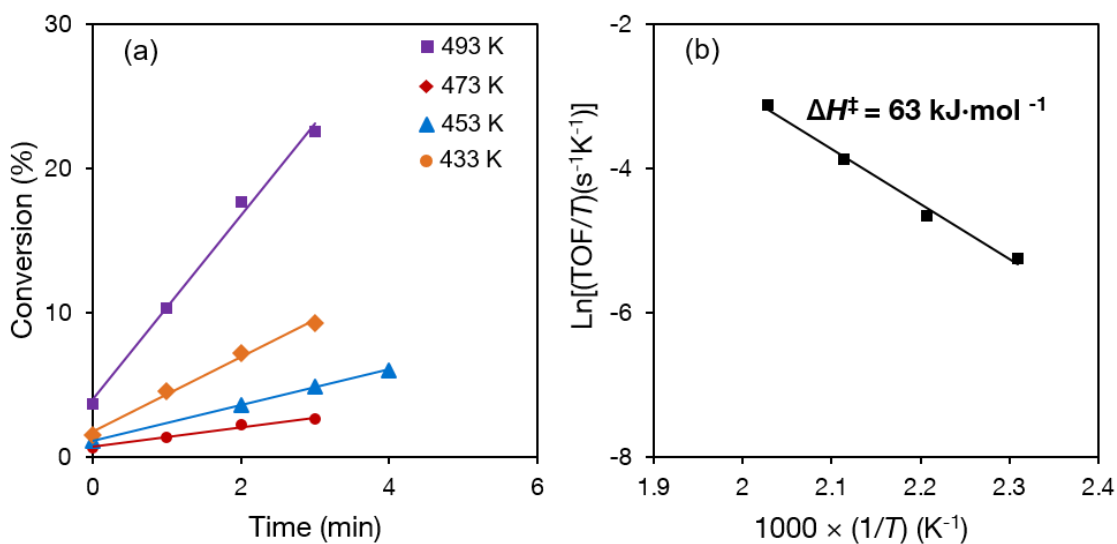 (a)
30
20
10
0
Conversion (%)
493 K
473 K
453 K
433 K
0 2 4 6
Time (min)
(b)
-2
-4
-6
-8
Ln[(TOF/T)(s⁻¹K⁻¹)]
ΔH‡ = 63 kJ·mol ⁻¹
1.9 2 2.1 2.2 2.3 2.4
1000 × (1/T) (K⁻¹)